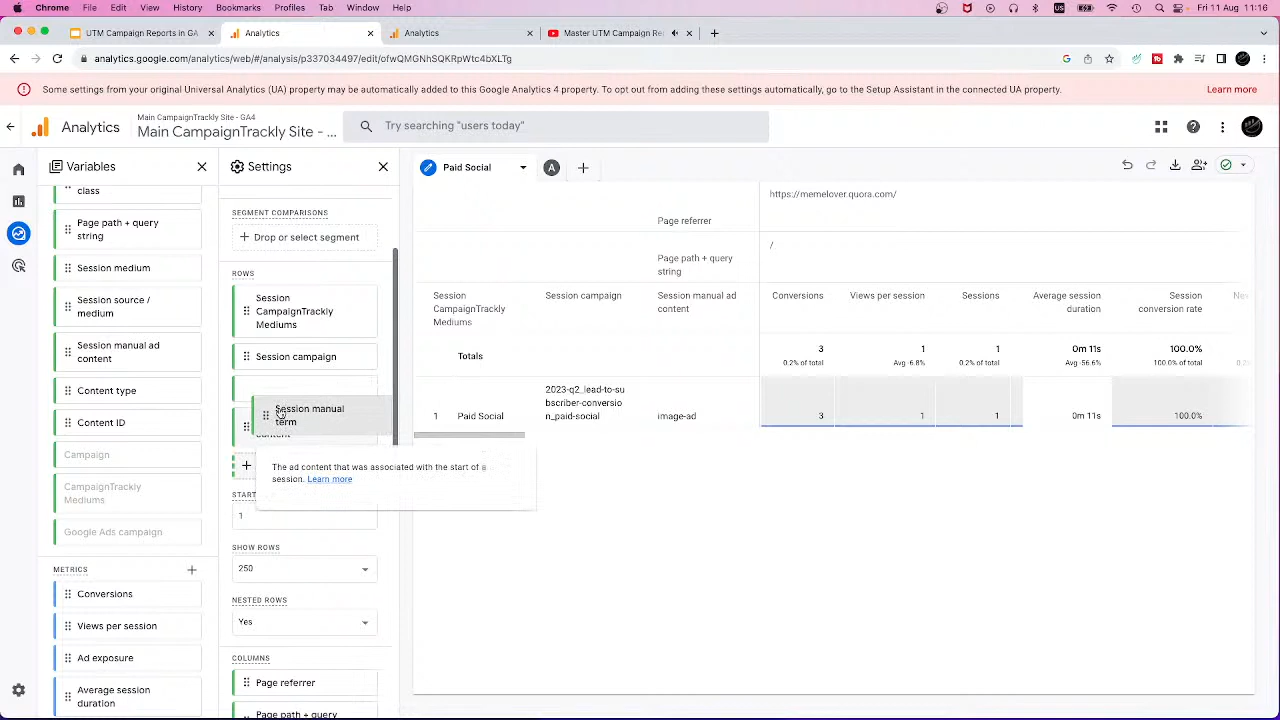 Chrome File Edit View History Bookmarks Profiles Tab Window Help US Fri 11 Aug 11:16
UTM Campaign Reports in GA Analytics Analytics Master UTM Campaign Re
analytics.google.com/analytics/web/#/analysis/p337034497/edit/ofwQMGNhSQKRpWtc4bXLTg
Some settings from your original Universal Analytics (UA) property may be automatically added to this Google Analytics 4 property. To opt out from adding these settings automatically, go to the Setup Assistant in the connected UA property. Learn more
Analytics
Main CampaignTrackly Site - GA4
Main CampaignTrackly Site - ...
Try searching "users today"
Variables
class
Page path + query
string
Session medium
Session source /
medium
Session manual ad
content
Content type
Content ID
Campaign
CampaignTrackly
Mediums
Google Ads campaign
METRICS
Conversions
Views per session
Ad exposure
Average session
duration
Settings
SEGMENT COMPARISONS
Drop or select segment
ROWS
Session
CampaignTrackly
Mediums
Session campaign
Session manual
term
content
The ad content that was associated with the start of a
session. Learn more
START
1
SHOW ROWS
250
NESTED ROWS
Yes
COLUMNS
Page referrer
Page path + query
Paid Social A
https://memelover.quora.com/
Page referrer
Page path + query
string
/
Session
CampaignTrackly
Mediums
Session campaign
Session manual ad
content
Conversions
Views per session
Sessions
Average session
duration
Session
conversion rate
Ne
Totals
3 1 1 0m 11s 100.0%
0.2% of total Avg -6.8% 0.2% of total Avg -56.6% 100.0% of total
1 Paid Social
2023-q2_lead-to-su
bscriber-conversio
n_paid-social
image-ad 3 1 1 0m 11s 100.0%